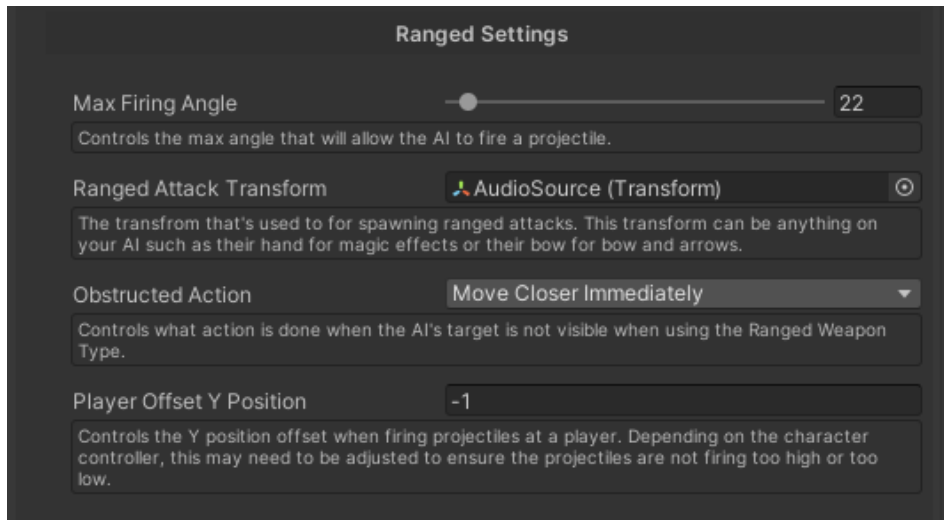 Ranged Settings
Max Firing Angle
22
Controls the max angle that will allow the AI to fire a projectile.
Ranged Attack Transform
AudioSource (Transform)
The transfrom that's used to for spawning ranged attacks. This transform can be anything on
your AI such as their hand for magic effects or their bow for bow and arrows.
Obstructed Action
Move Closer Immediately
Controls what action is done when the AI's target is not visible when using the Ranged Weapon
Type.
Player Offset Y Position
-1
Controls the Y position offset when firing projectiles at a player. Depending on the character
controller, this may need to be adjusted to ensure the projectiles are not firing too high or too
low.